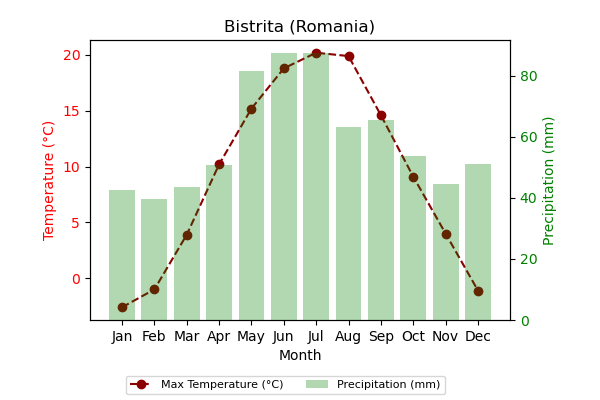 Bistrita (Romania)
20
15
10
5
0
Temperature (°C)
80
60
40
20
0
Precipitation (mm)
Jan Feb Mar Apr May Jun Jul Aug Sep Oct Nov Dec
Month
Max Temperature (°C) Precipitation (mm)